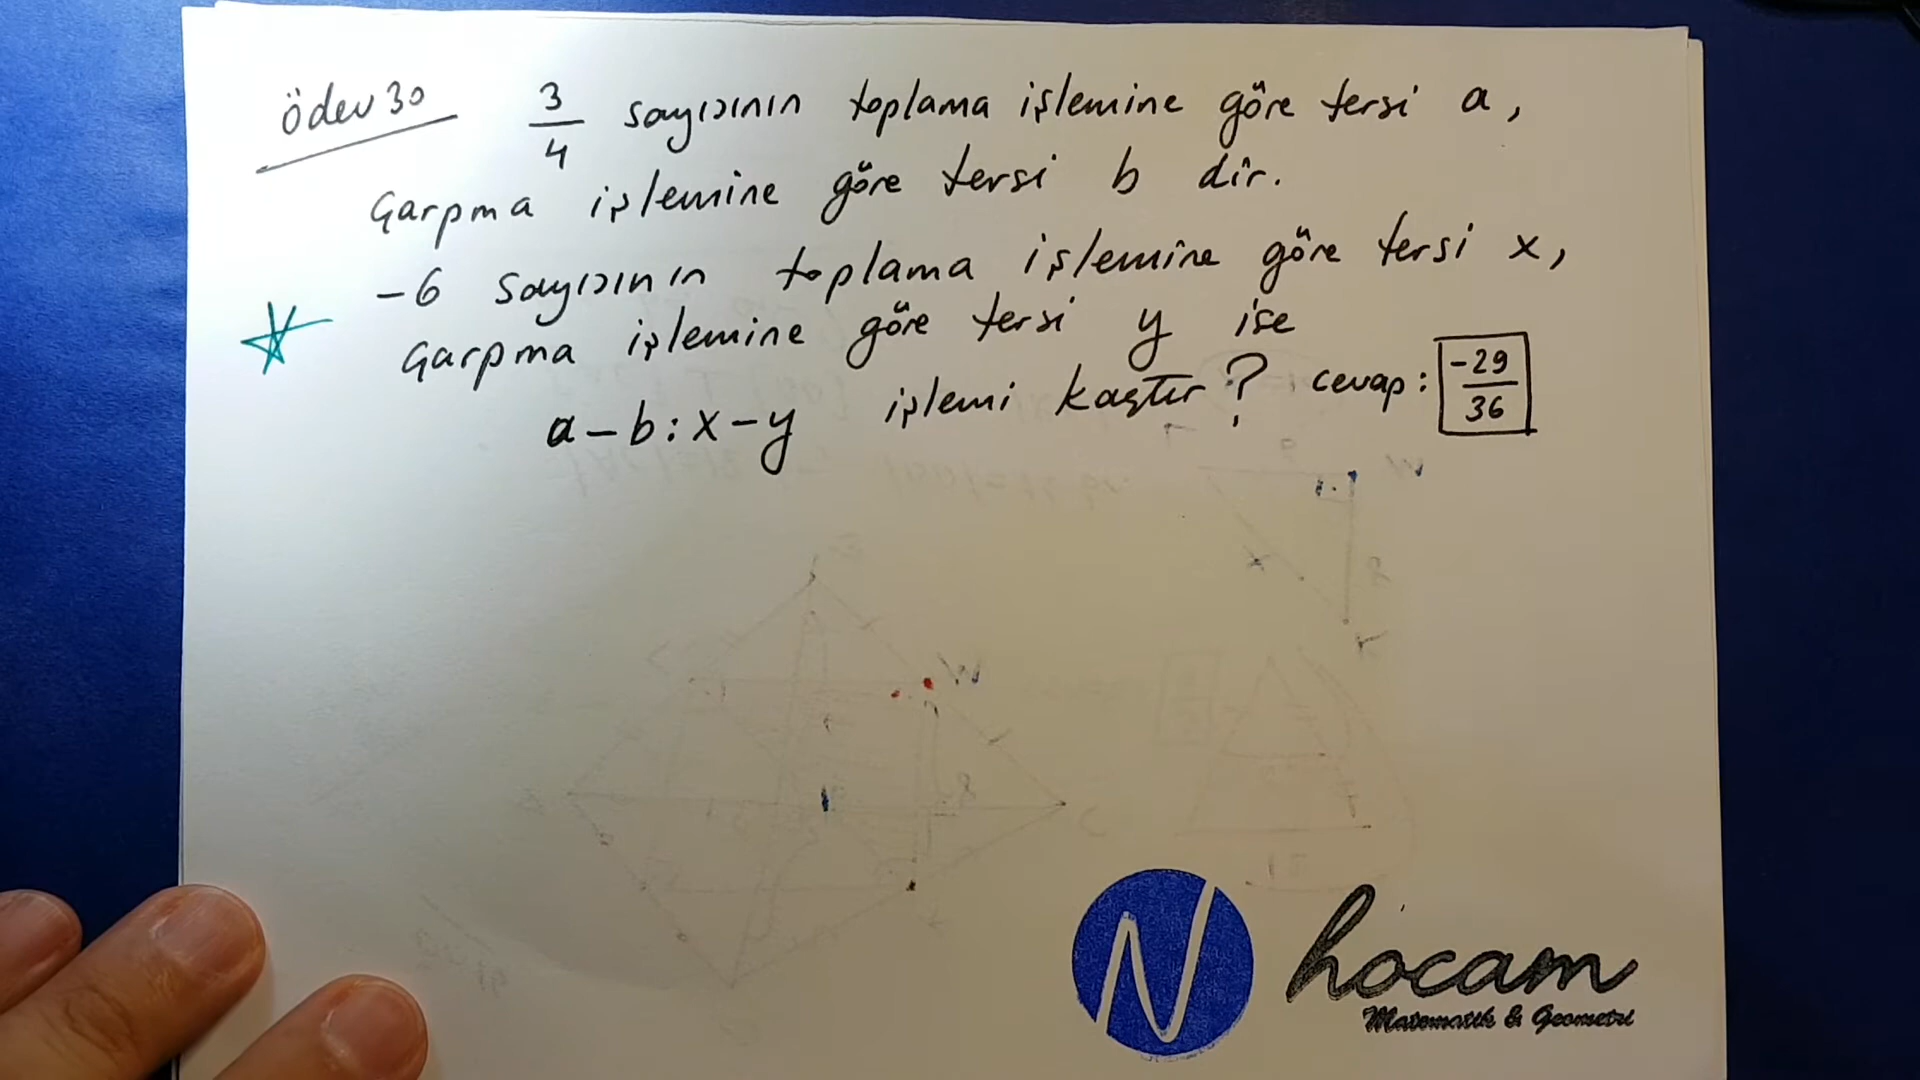 ödev 30 3/4 sayısının toplama işlemine göre tersi a,
Çarpma işlemine göre tersi b dir.
-6 sayısının toplama işlemine göre tersi x,
Çarpma işlemine göre tersi y ise
a-b:x-y işlemi kaçtır? cevap: -29/36
N hocam
Matematik & Geometri